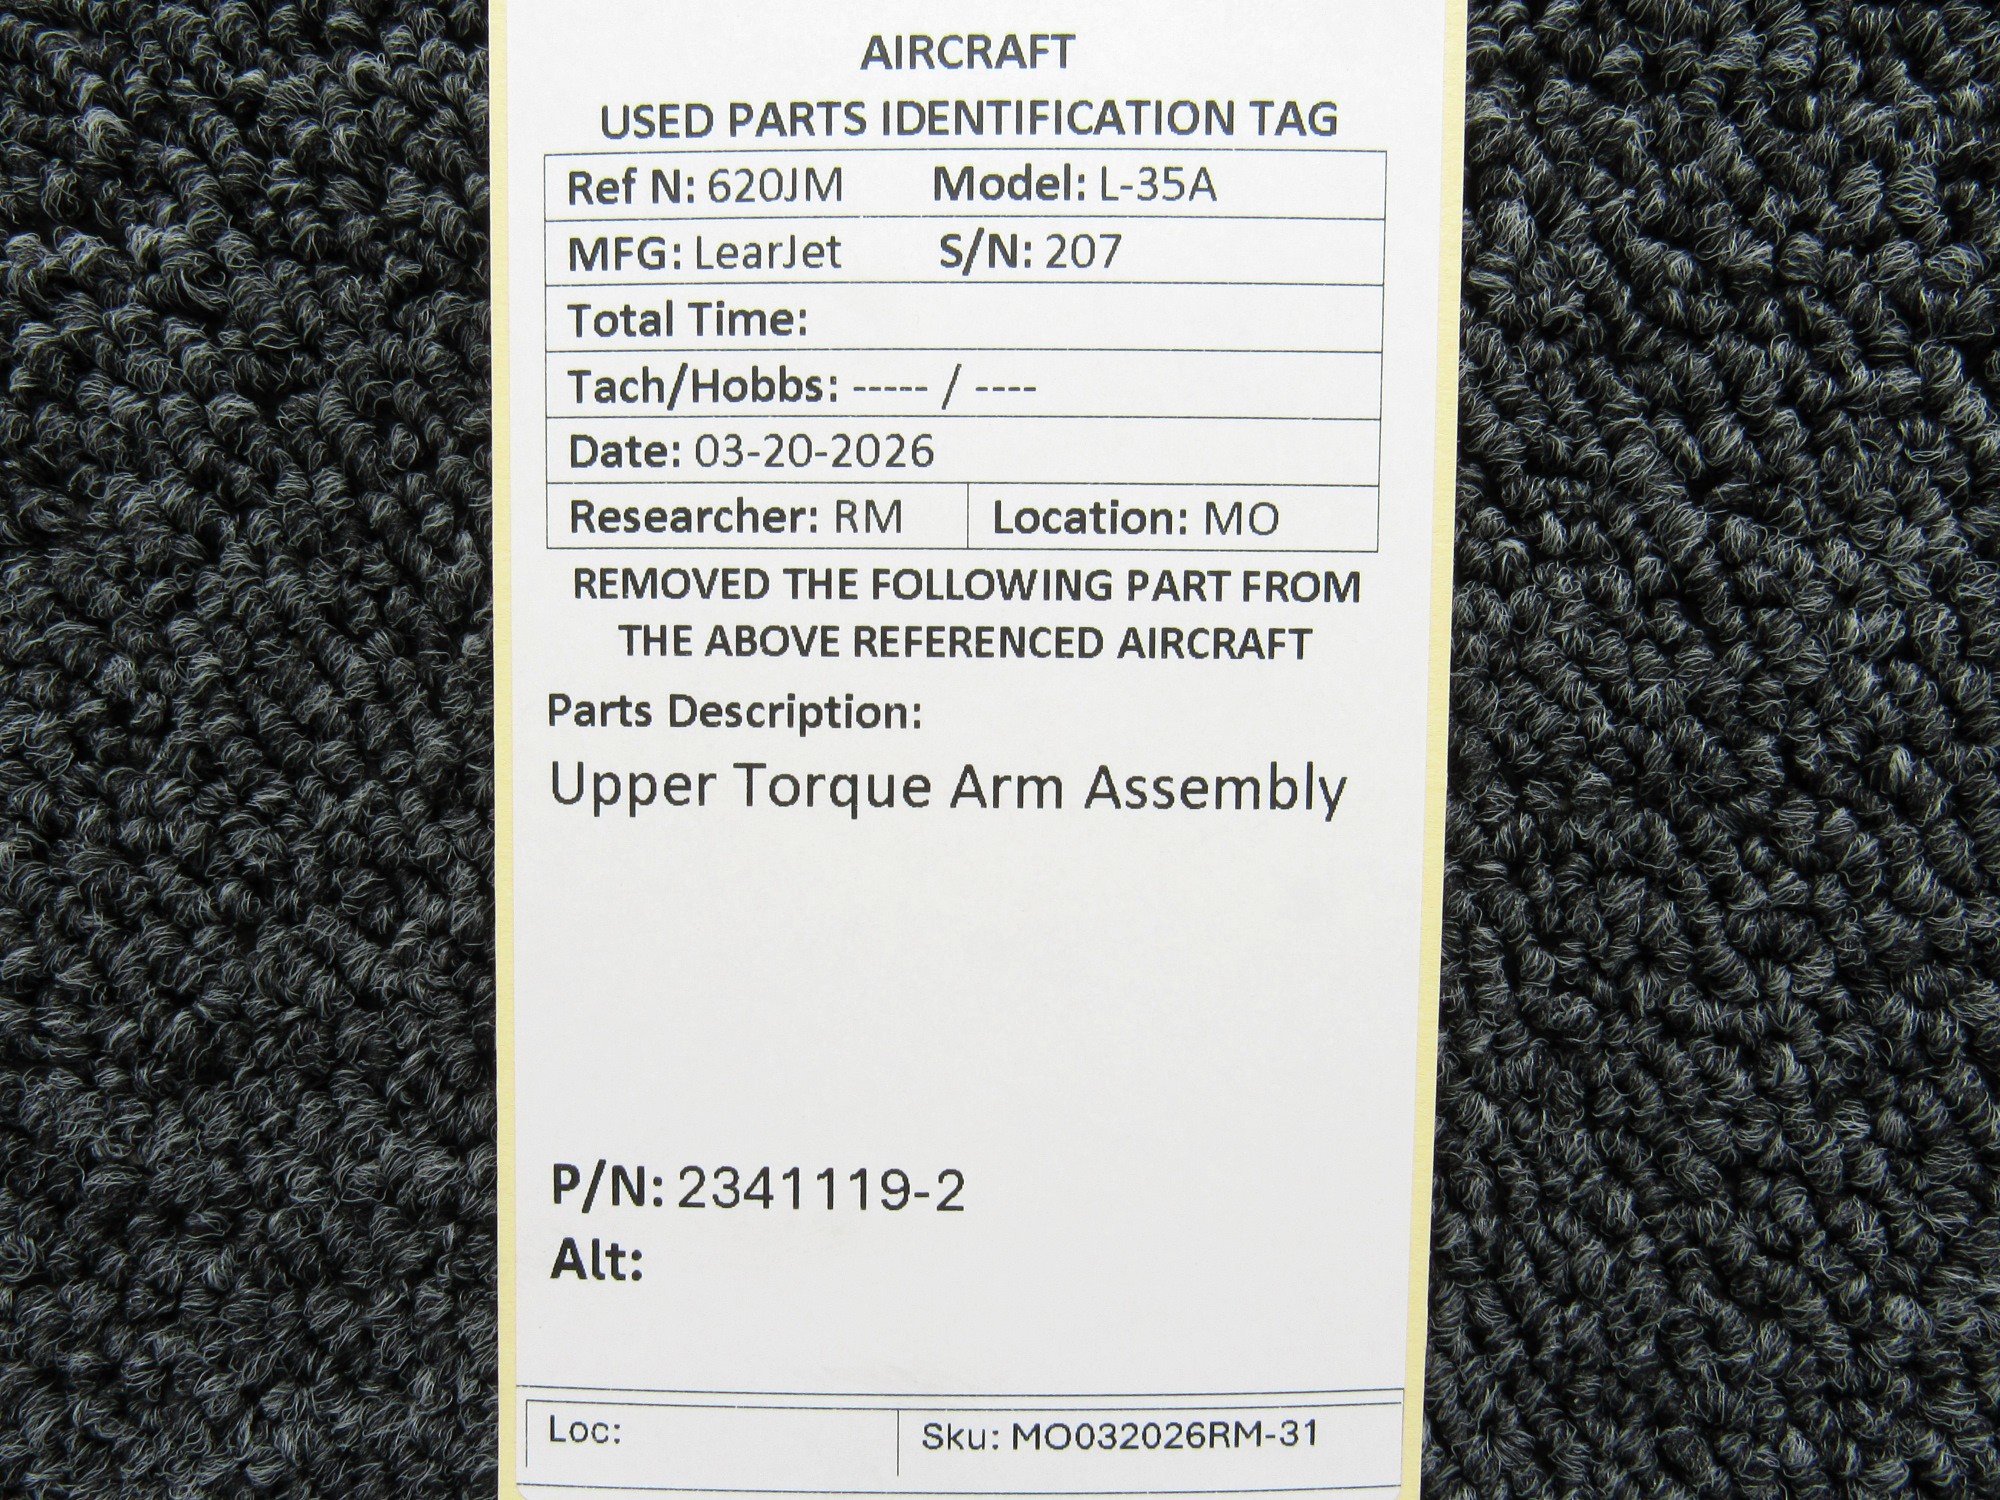 AIRCRAFT
USED PARTS IDENTIFICATION TAG
Ref N: 620JM Model: L-35A
MFG: LearJet S/N: 207
Total Time:
Tach/Hobbs: ----- / ----
Date: 03-20-2026
Researcher: RM Location: MO
REMOVED THE FOLLOWING PART FROM
THE ABOVE REFERENCED AIRCRAFT
Parts Description:
Upper Torque Arm Assembly
P/N: 2341119-2
Alt:
Loc: Sku: MO032026RM-31